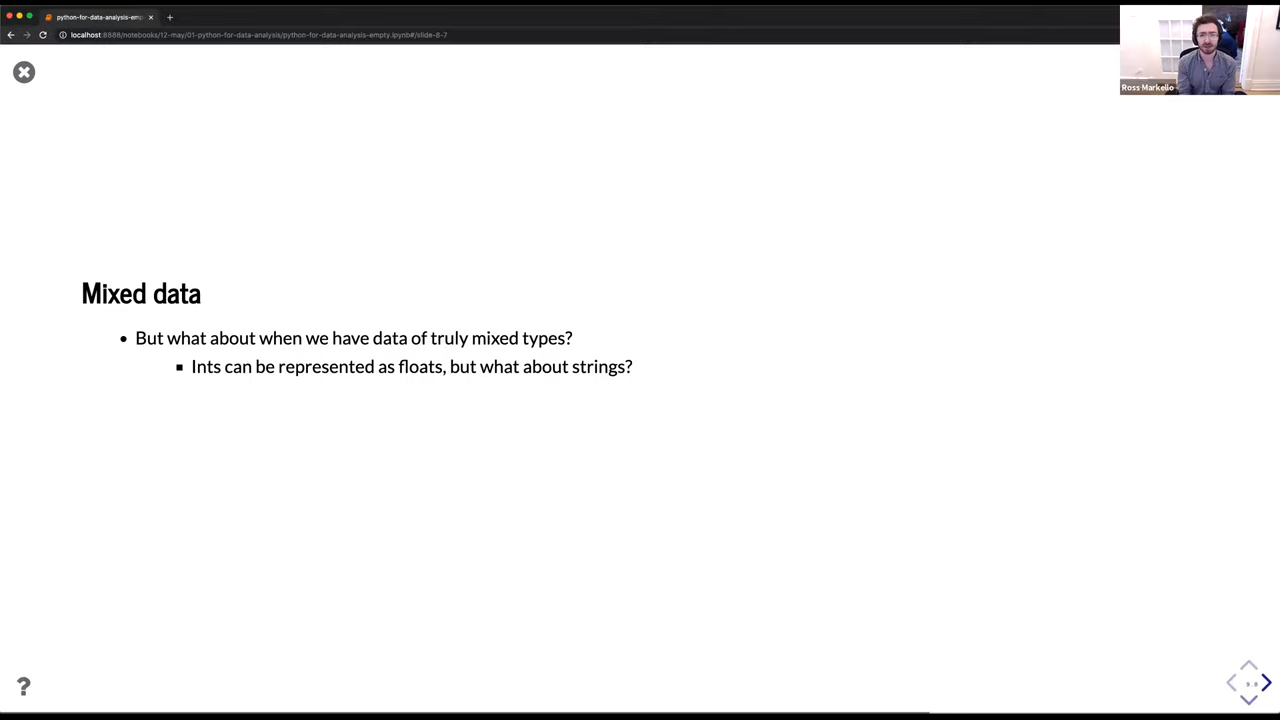 python-for-data-analysis-emp
localhost:8888/notebooks/12-may/01-python-for-data-analysis/python-for-data-analysis-empty.ipynb#/slide-8-7
Ross Markello
Mixed data
But what about when we have data of truly mixed types?
Ints can be represented as floats, but what about strings?
?